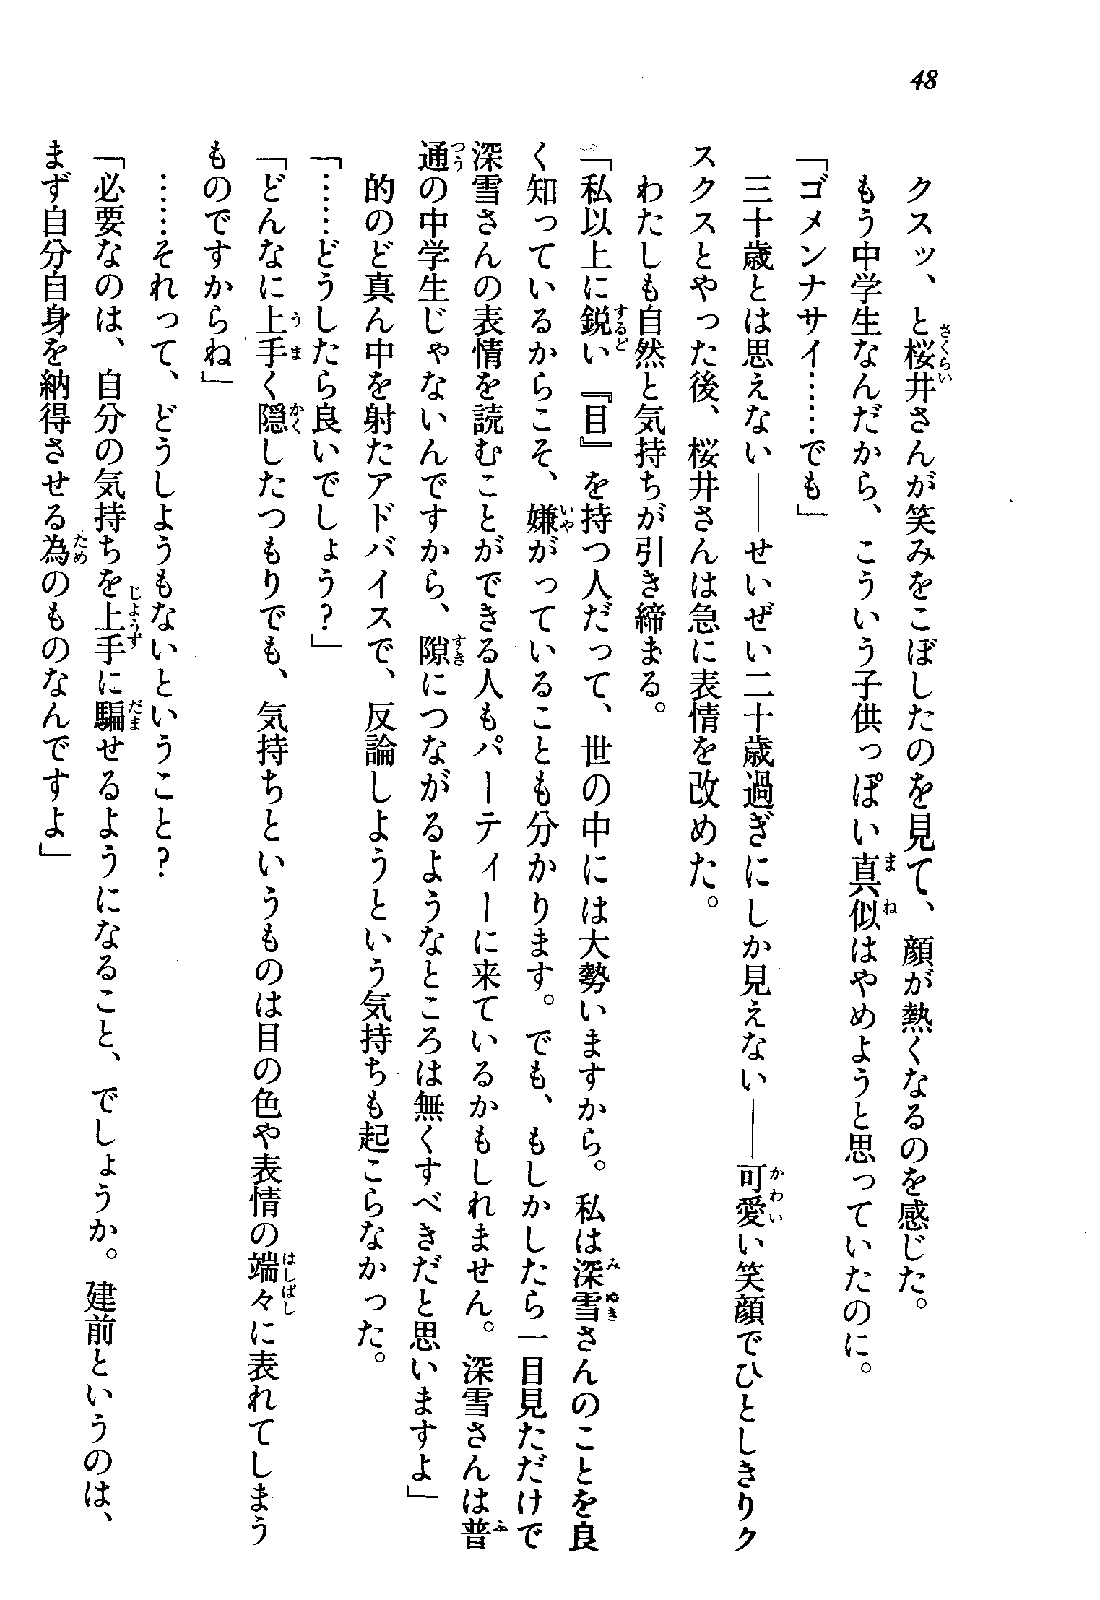 48
クスッ、と桜井さんが笑みをこぼしたのを見て、顔が熱くなるのを感じた。
もう中学生なんだから、こういう子供っぽい真似はやめようと思っていたのに。
「ゴメンナサイ……でも」
三十歳とは思えない――せいぜい二十歳過ぎにしか見えない――可愛い笑顔でひとしきりク
スクスとやった後、桜井さんは急に表情を改めた。
わたしも自然と気持ちが引き締まる。
「私以上に鋭い『目』を持つ人だって、世の中には大勢いますから。私は深雪さんのことを良
く知っているからこそ、嫌がっていることも分かります。でも、もしかしたら一目見ただけで
深雪さんの表情を読むことができる人もパーティーに来ているかもしれません。深雪さんは普
通の中学生じゃないんですから、隙につながるようなところは無くすべきだと思いますよ」
的のど真ん中を射たアドバイスで、反論しようという気持ちも起こらなかった。
「……どうしたら良いでしょう？」
「どんなに上手く隠したつもりでも、気持ちというものは目の色や表情の端々に表れてしまう
ものですからね」
……それって、どうしようもないということ？
「必要なのは、自分の気持ちを上手に騙せるようになること、でしょうか。建前というのは、
まず自分自身を納得させる為のものなんですよ」